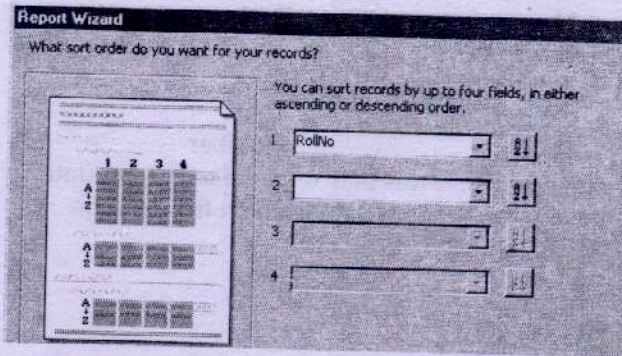 Report Wizard
What sort order do you want for your records?
You can sort records by up to four fields, in either
ascending or descending order.
1 RollNo
2
3
4
1 2 3 4
A
Z
A
Z
A
Z